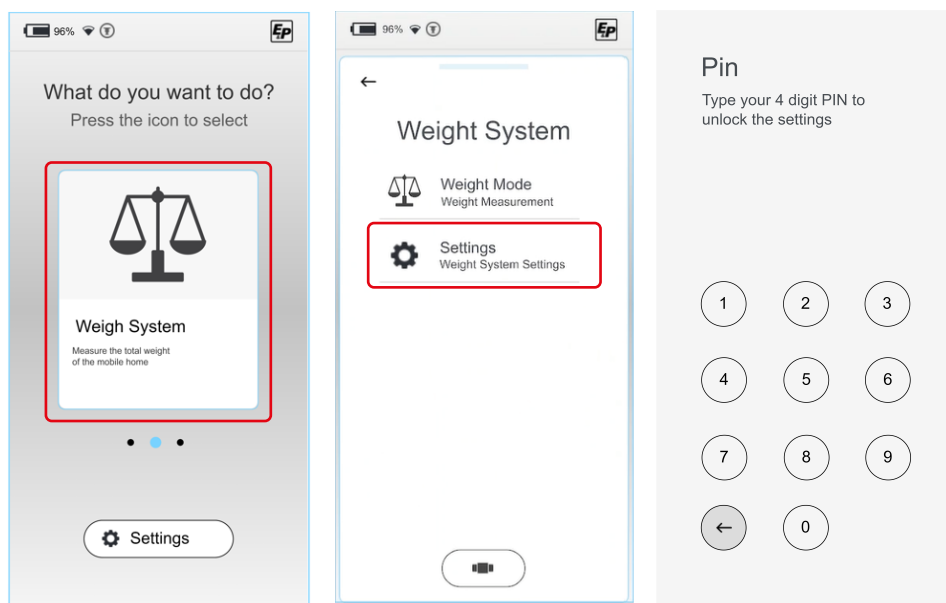 96%
EP
What do you want to do?
Press the icon to select
Weigh System
Measure the total weight
of the mobile home
Settings
96%
EP
Weight System
Weight Mode
Weight Measurement
Settings
Weight System Settings
Pin
Type your 4 digit PIN to
unlock the settings
1 2 3
4 5 6
7 8 9
0